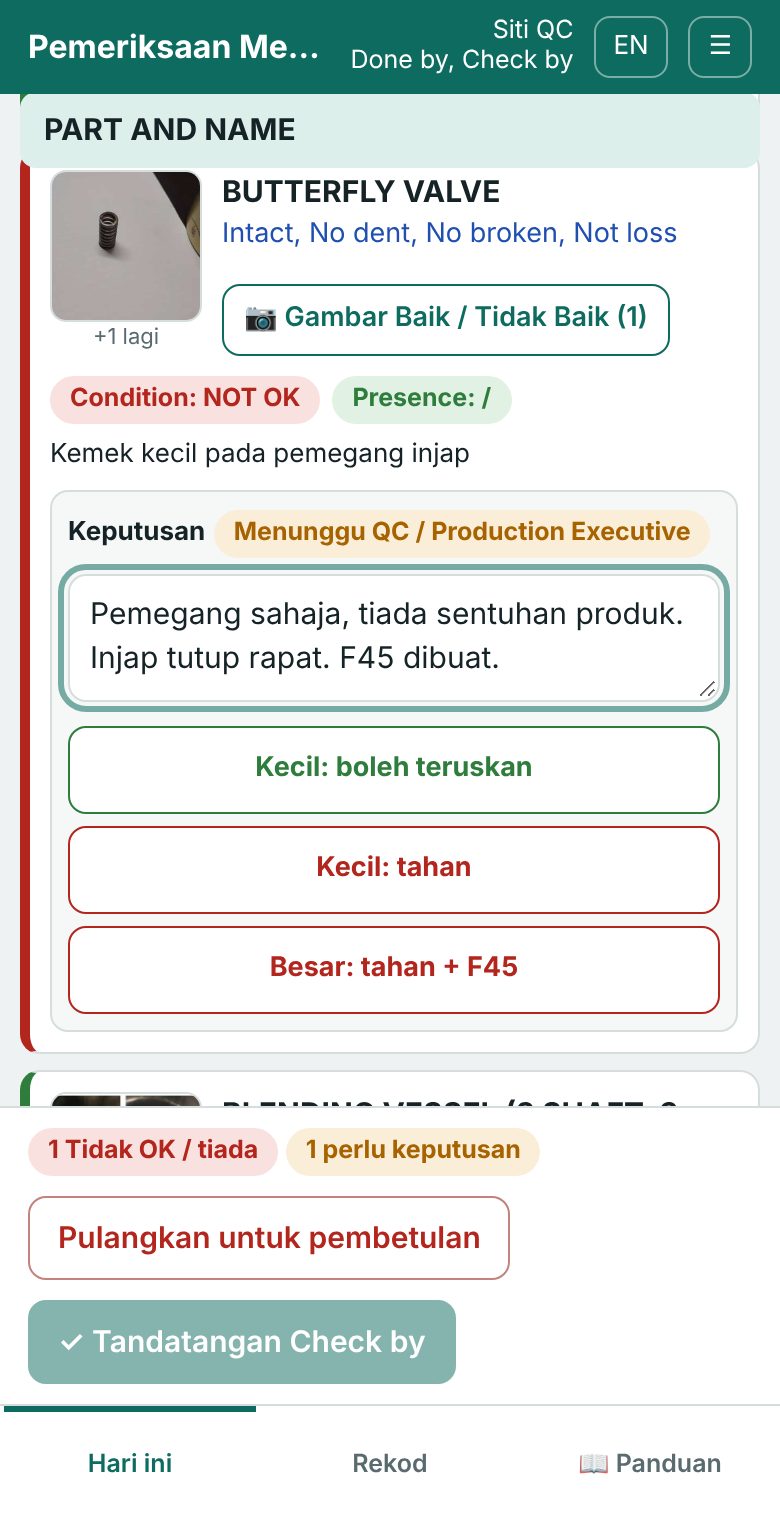 Pemeriksaan Me...
Siti QC
Done by, Check by
EN
PART AND NAME
BUTTERFLY VALVE
Intact, No dent, No broken, Not loss
Gambar Baik / Tidak Baik (1)
+1 lagi
Condition: NOT OK
Presence: /
Kemek kecil pada pemegang injap
Keputusan
Menunggu QC / Production Executive
Pemegang sahaja, tiada sentuhan produk.
Injap tutup rapat. F45 dibuat.
Kecil: boleh teruskan
Kecil: tahan
Besar: tahan + F45
1 Tidak OK / tiada
1 perlu keputusan
Pulangkan untuk pembetulan
✓ Tandatangan Check by
Hari ini
Rekod
Panduan